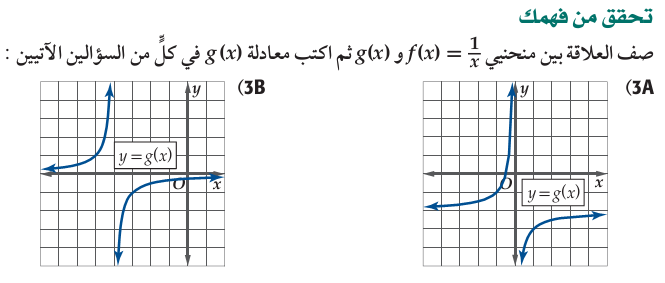 تحقق من فهمك
صف العلاقة بين منحنيي f(x) = 1/x و g(x) ثم اكتب معادلة g(x) في كلٍّ من السؤالين الآتيين :
(3A
y
O
x
y=g(x)
(3B
y
y=g(x)
O
x